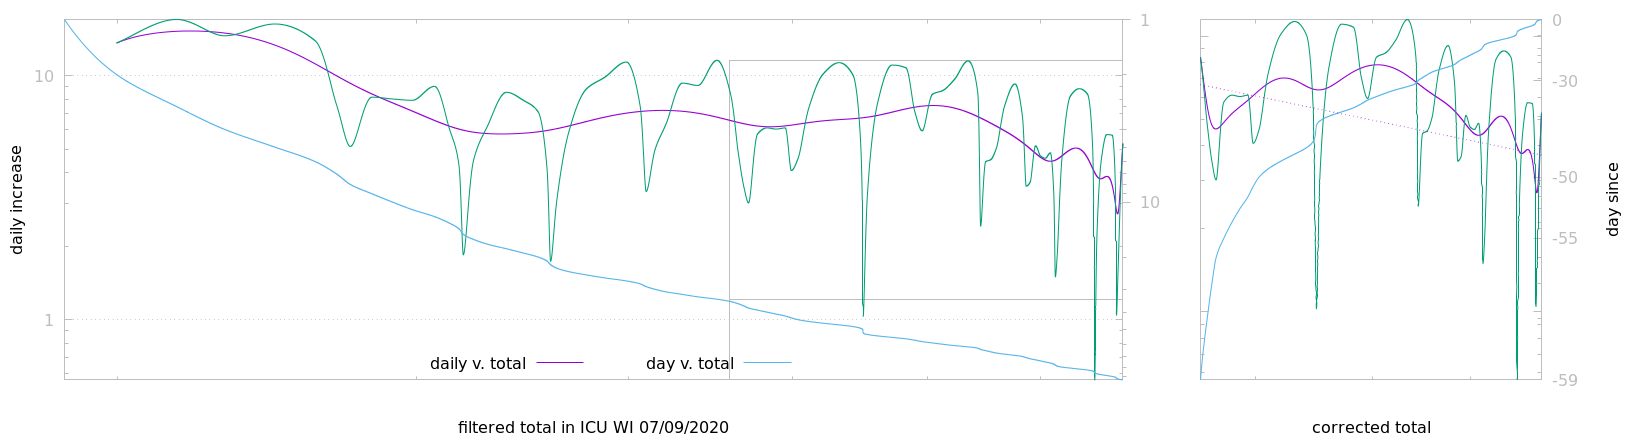 1
0
10
-30
daily increase
-50
day since
10
-55
1
daily v. total
day v. total
-59
filtered total in ICU WI 07/09/2020
corrected total